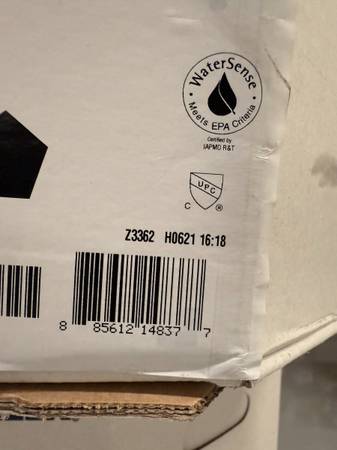 WaterSense
Meets EPA Criteria
Certified by
IAPMO R&T
UPC
C ®
Z3362 H0621 16:18
8 85612 14837 7